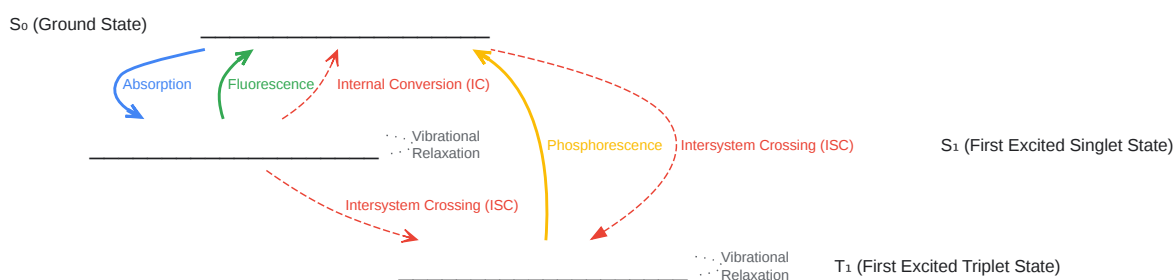 S₀ (Ground State)
Absorption
Fluorescence
Internal Conversion (IC)
Vibrational
Relaxation
Phosphorescence
Intersystem Crossing (ISC)
S₁ (First Excited Singlet State)
Intersystem Crossing (ISC)
Vibrational
Relaxation
T₁ (First Excited Triplet State)